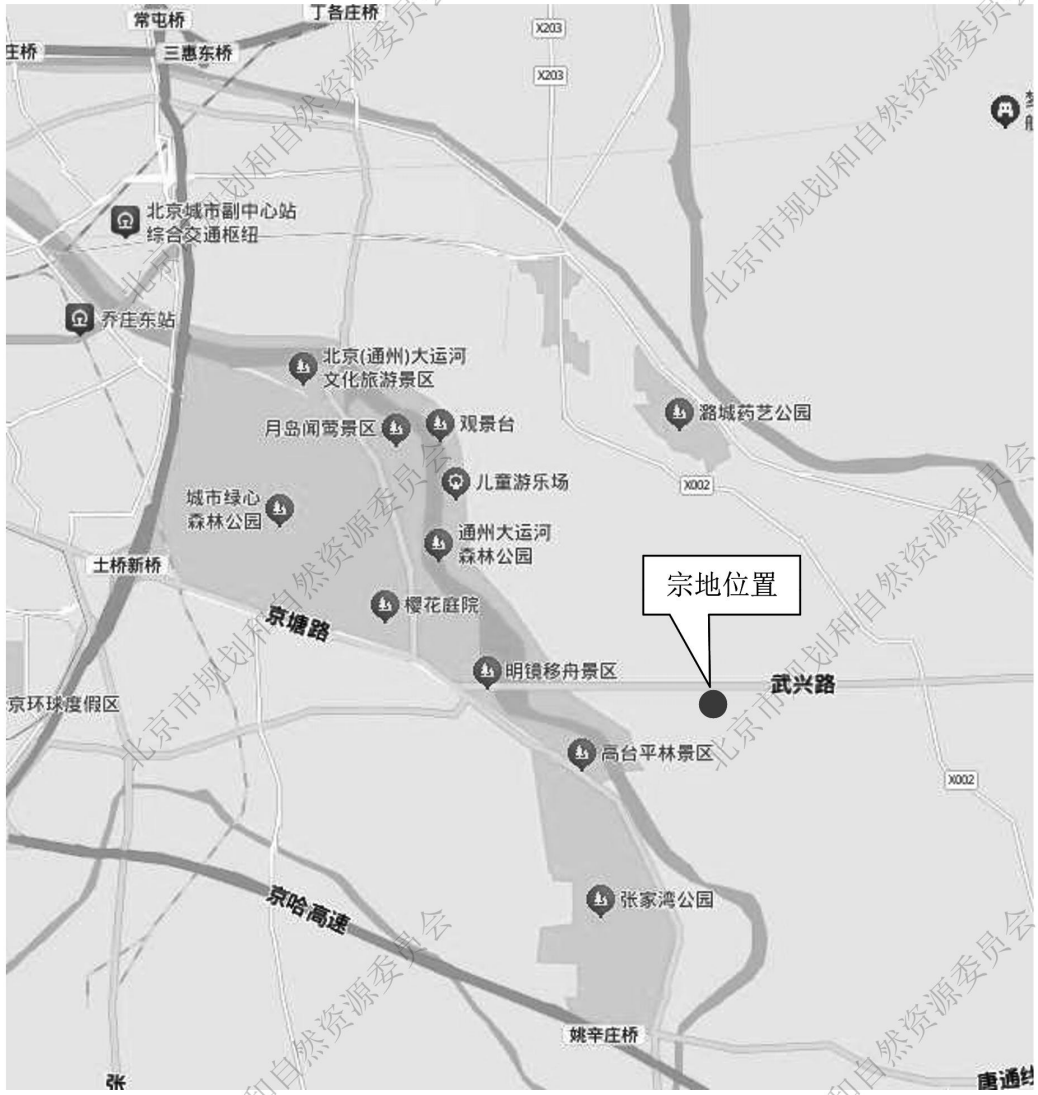 常屯桥
丁各庄桥
庄桥
三惠东桥
X203
X203
北京城市副中心站
综合交通枢纽
乔庄东站
北京(通州)大运河
文化旅游景区
月岛闻莺景区
观景台
潞城药艺公园
儿童游乐场
X002
城市绿心
森林公园
通州大运河
森林公园
土桥新桥
宗地位置
樱花庭院
京塘路
明镜移舟景区
武兴路
京环球度假区
高台平林景区
X002
京哈高速
张家湾公园
姚辛庄桥
张
唐通线
北京市规划和自然资源委员会
北京市规划和自然资源委员会
北京市规划和自然资源委员会
北京市规划和自然资源委员会
和自然资源委员会
和自然资源委员会